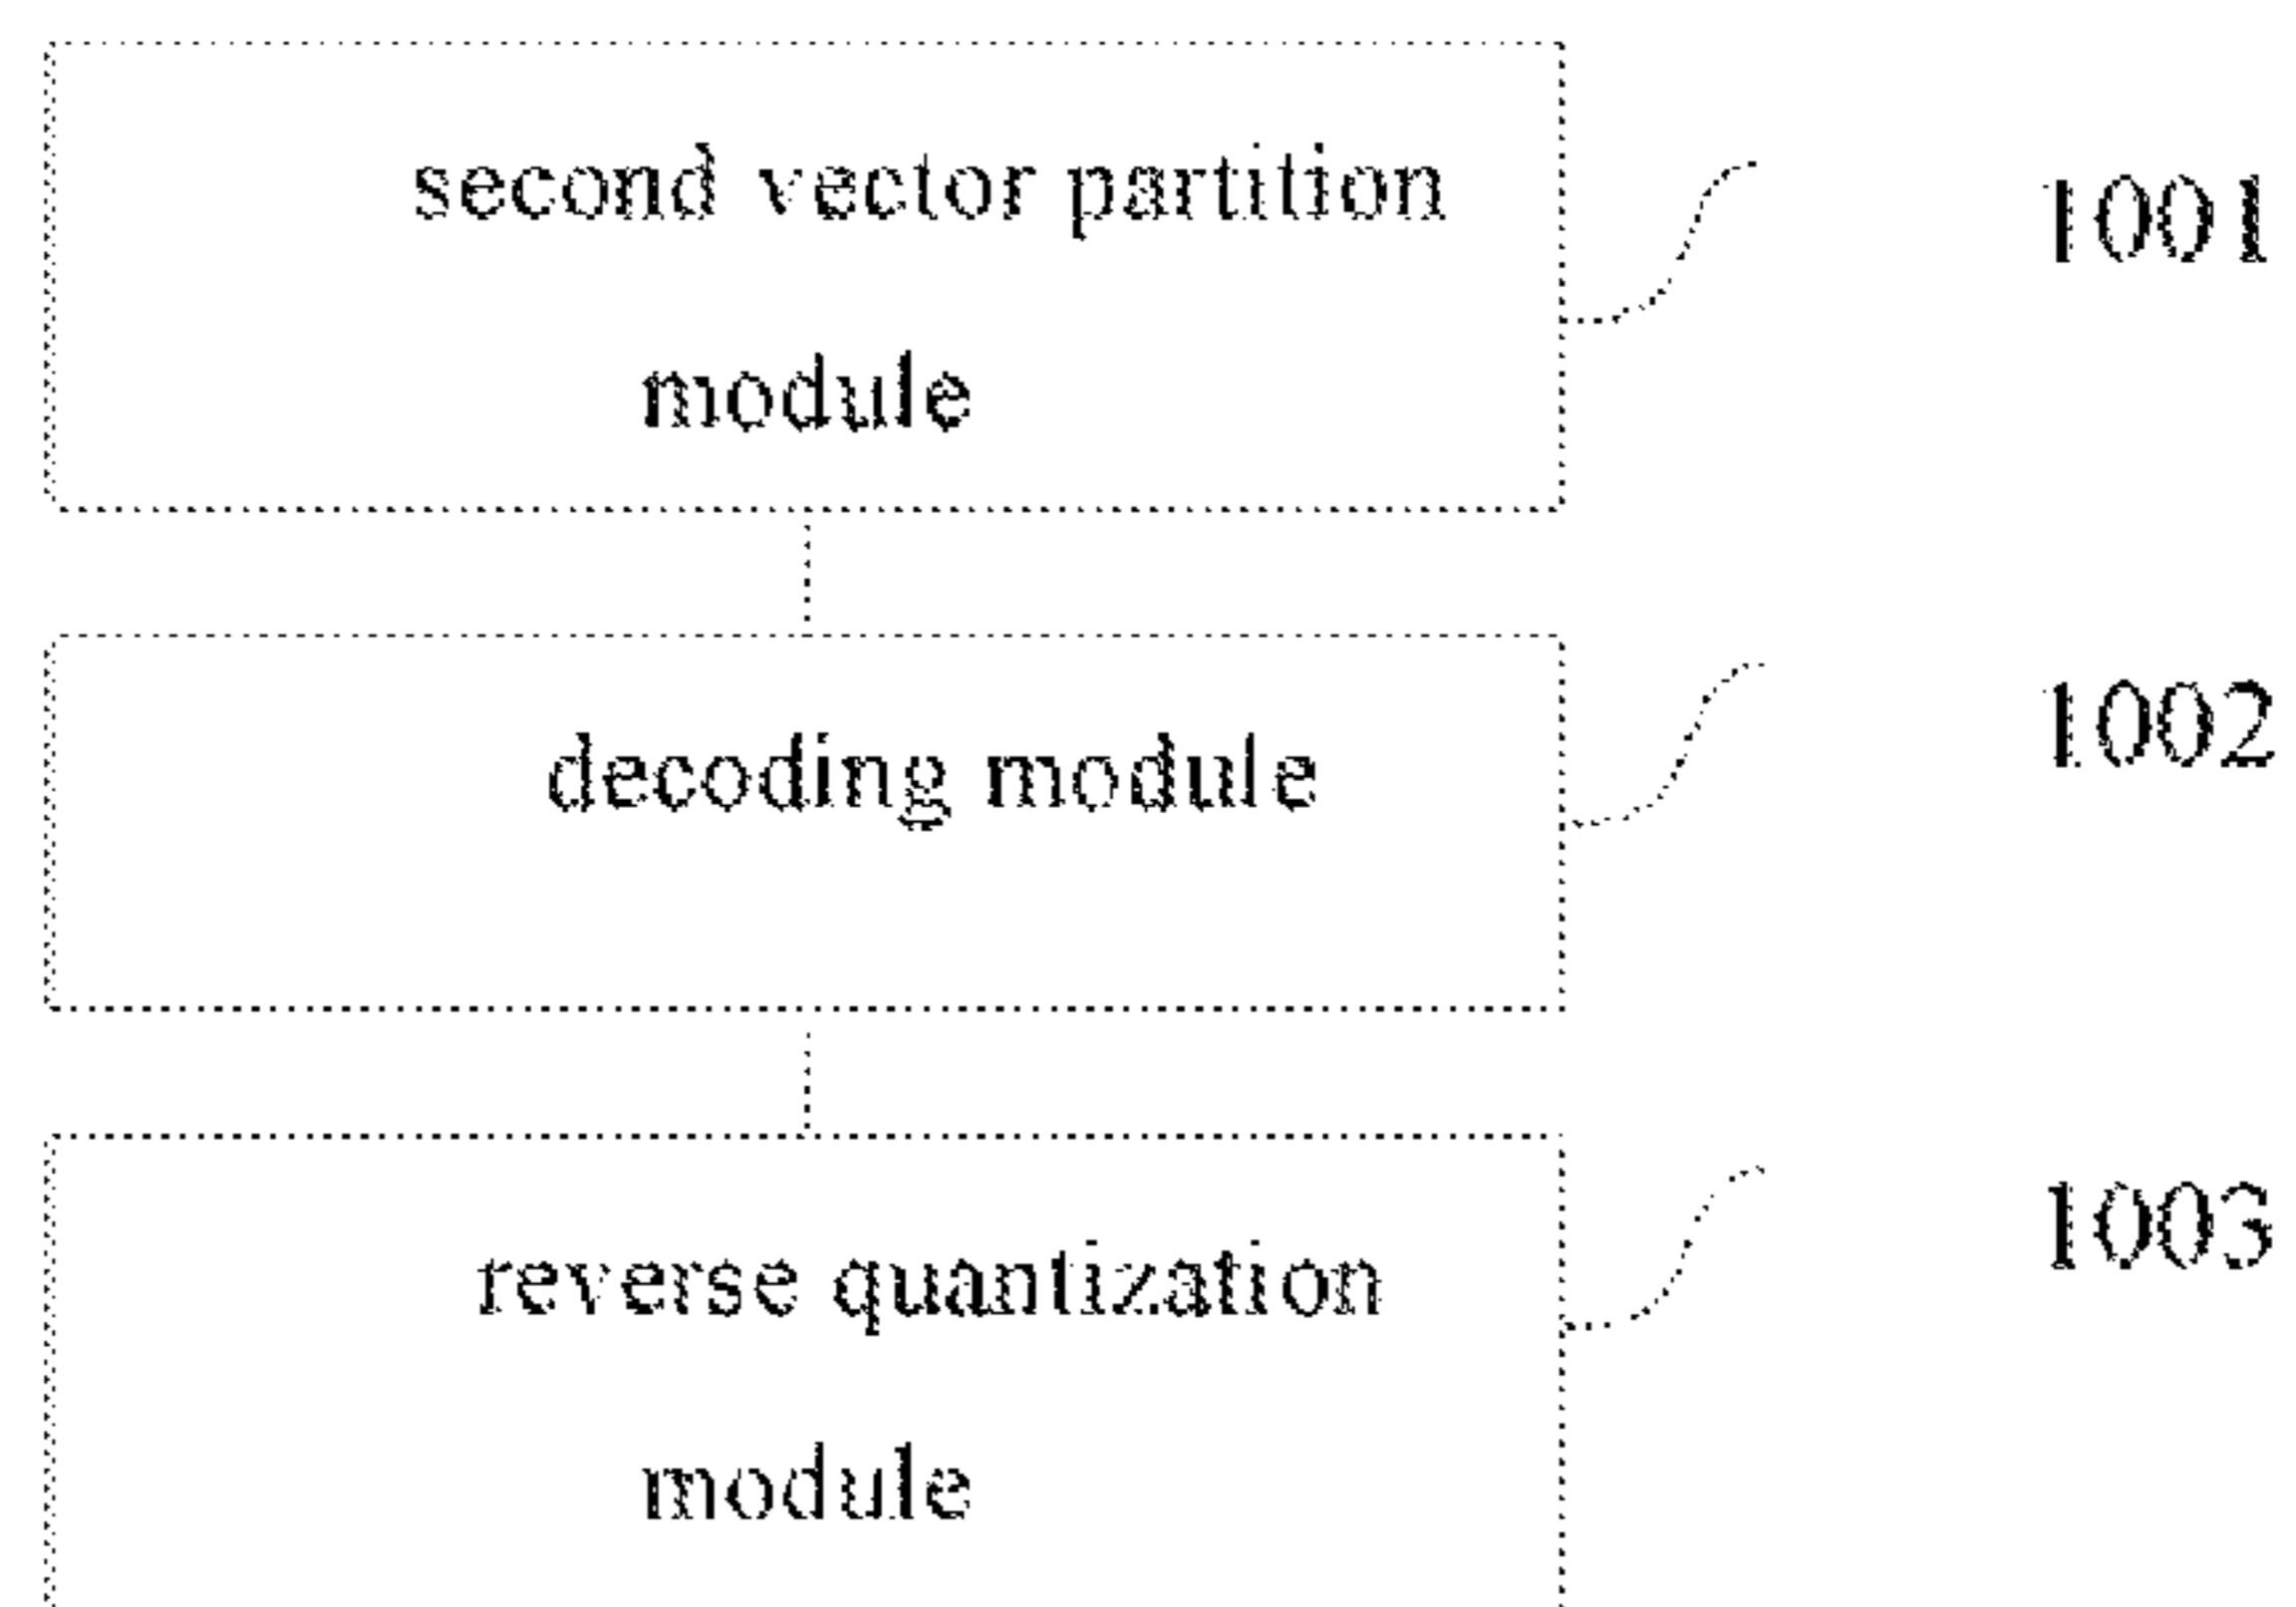 second vector partition
module
1001
decoding module
1002
reverse quantization
module
1003